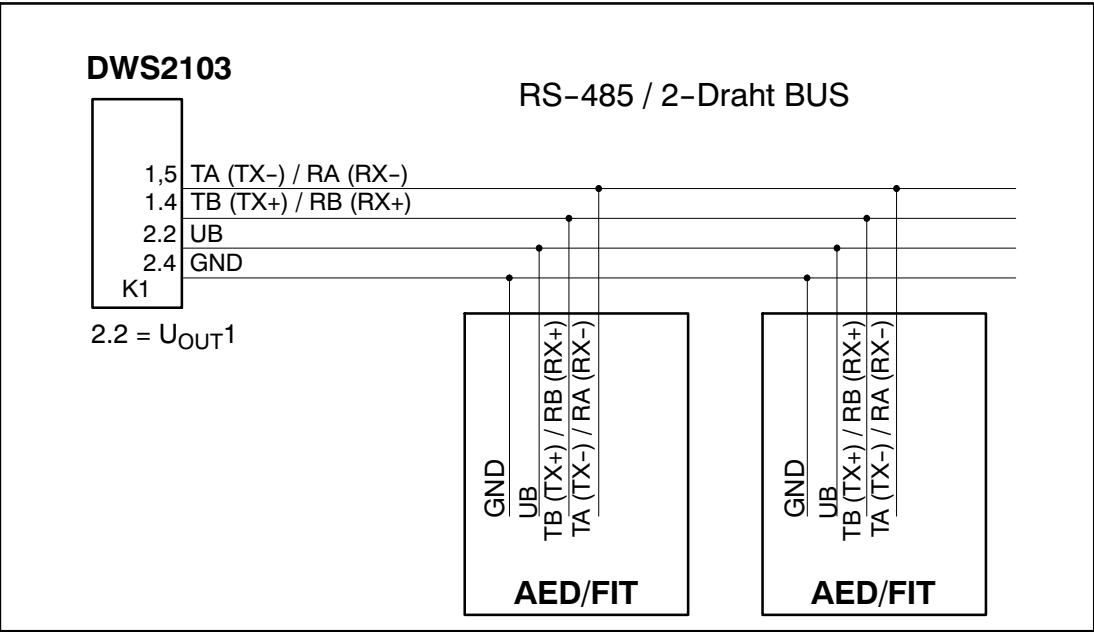 DWS2103
RS-485 / 2-Draht BUS
1,5 TA (TX-) / RA (RX-)
1.4 TB (TX+) / RB (RX+)
2.2 UB
2.4 GND
K1
2.2 = UOUT1
GND
UB
TB (TX+) / RB (RX+)
TA (TX-) / RA (RX-)
AED/FIT
GND
UB
TB (TX+) / RB (RX+)
TA (TX-) / RA (RX-)
AED/FIT